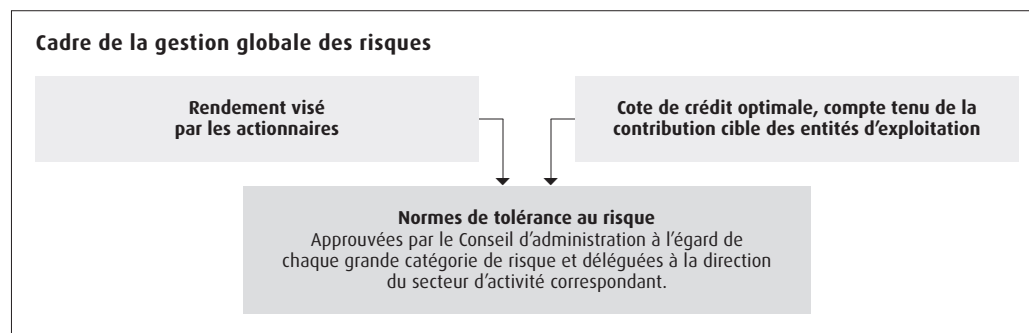 Cadre de la gestion globale des risques
Rendement visé
par les actionnaires
Cote de crédit optimale, compte tenu de la
contribution cible des entités d’exploitation
Normes de tolérance au risque
Approuvées par le Conseil d’administration à l’égard de
chaque grande catégorie de risque et déléguées à la direction
du secteur d’activité correspondant.